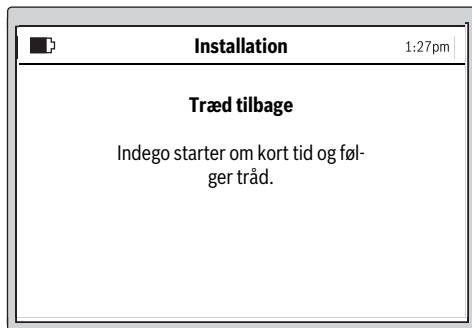 Installation 1:27pm
Træd tilbage
Indego starter om kort tid og føl-
ger tråd.